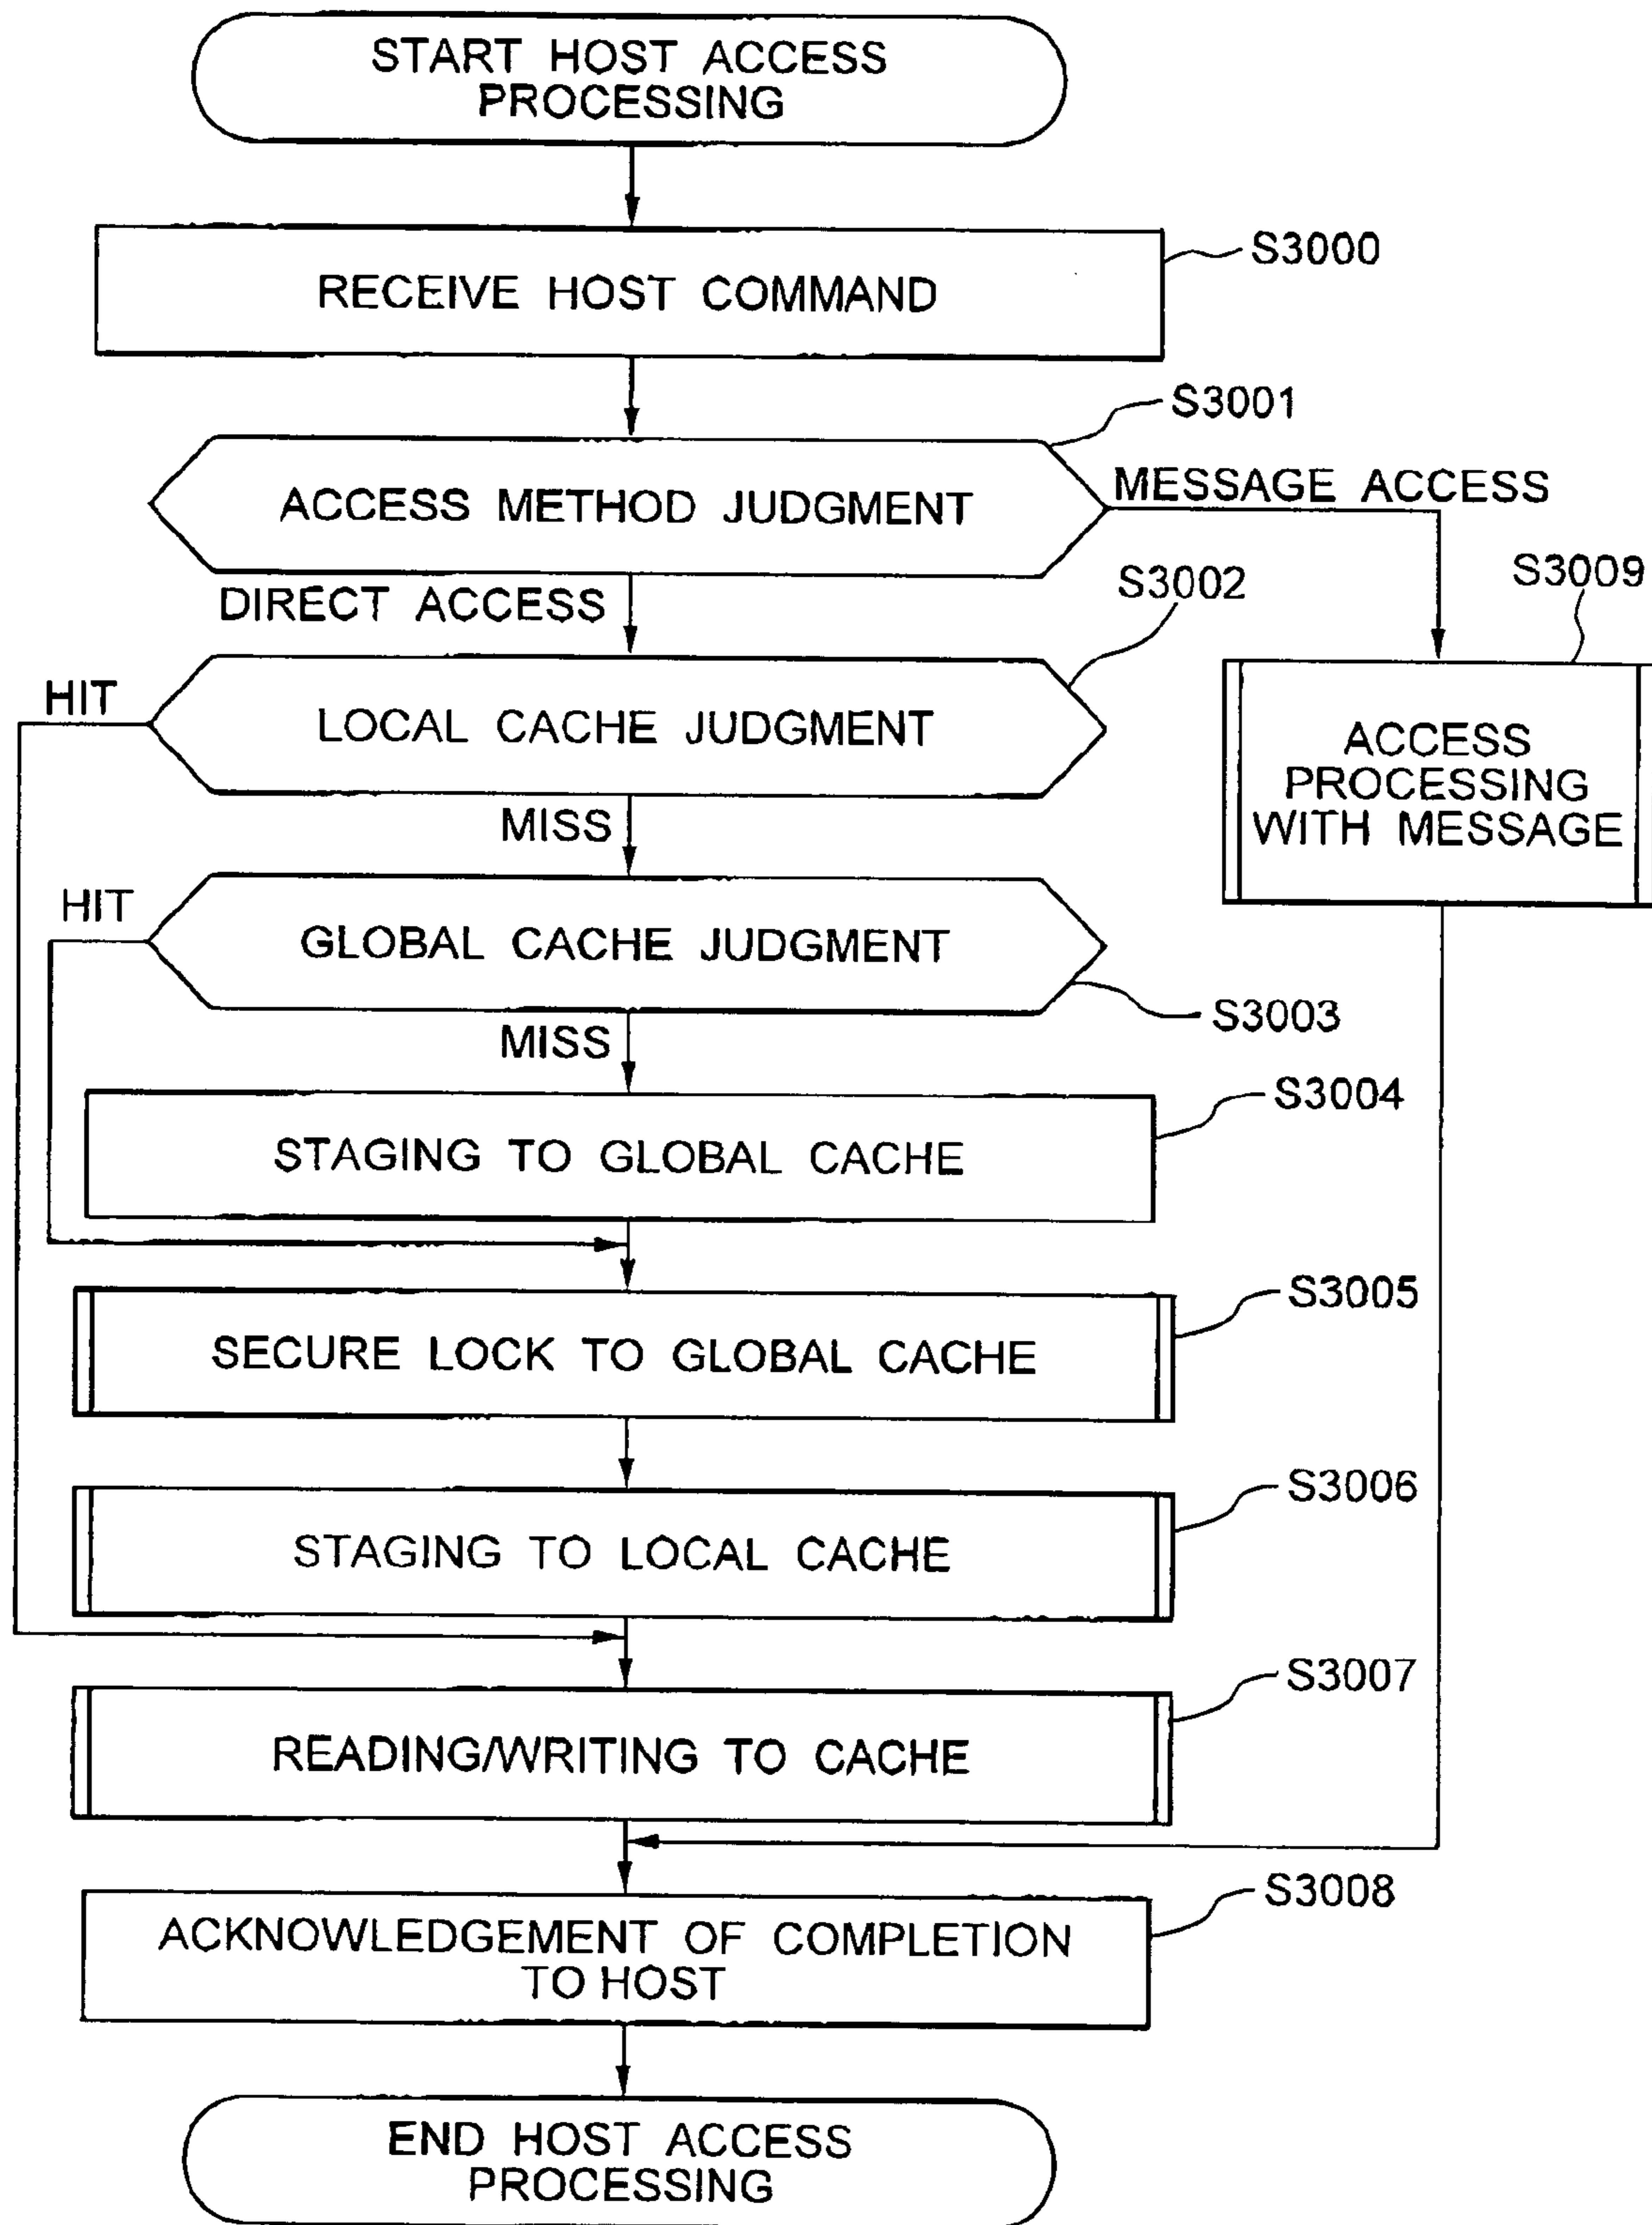 START HOST ACCESS
PROCESSING
S3000
RECEIVE HOST COMMAND
S3001
ACCESS METHOD JUDGMENT
MESSAGE ACCESS
DIRECT ACCESS
S3002
S3009
HIT
LOCAL CACHE JUDGMENT
ACCESS
PROCESSING
WITH MESSAGE
MISS
HIT
GLOBAL CACHE JUDGMENT
S3003
MISS
S3004
STAGING TO GLOBAL CACHE
S3005
SECURE LOCK TO GLOBAL CACHE
S3006
STAGING TO LOCAL CACHE
S3007
READING/WRITING TO CACHE
S3008
ACKNOWLEDGEMENT OF COMPLETION
TO HOST
END HOST ACCESS
PROCESSING